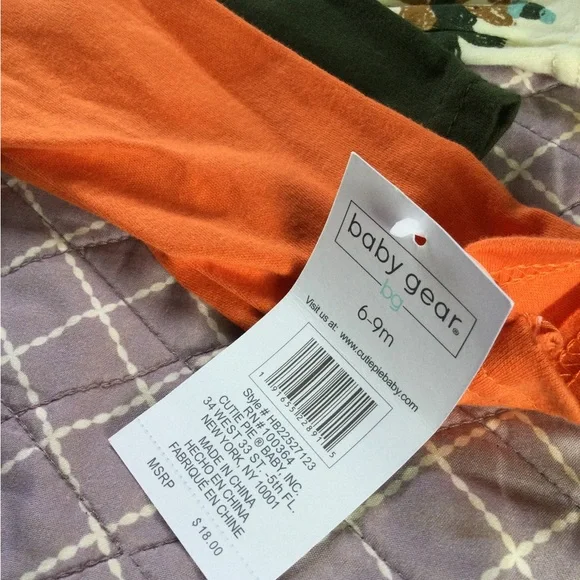 baby gear®
bg
6-9m
Visit us at: www.cutiepiebaby.com
Style # HB22527123
RN#100364
CUTIE PIE® BABY, INC.
34 WEST 33 ST. -5th FL.
NEW YORK, NY 10001
MADE IN CHINA
HECHO EN CHINA
FABRIQUÉ EN CHINE
MSRP
$18.00